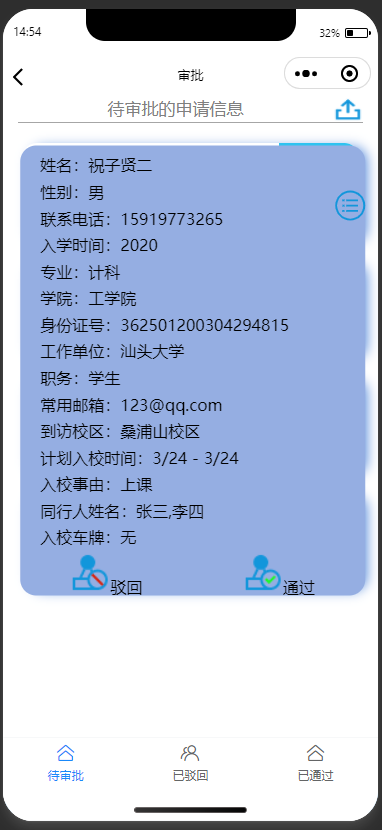 14:54
32%
审批
待审批的申请信息
姓名：祝子贤二
性别：男
联系电话：15919773265
入学时间：2020
专业：计科
学院：工学院
身份证号：362501200304294815
工作单位：汕头大学
职务：学生
常用邮箱：123@qq.com
到访校区：桑浦山校区
计划入校时间：3/24 - 3/24
入校事由：上课
同行人姓名：张三,李四
入校车牌：无
驳回
通过
待审批
已驳回
已通过